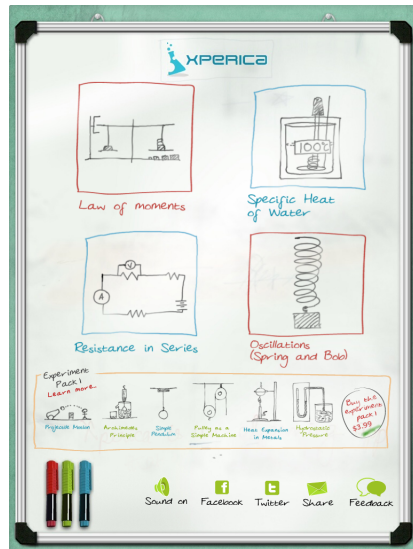 XPERICA
Law of moments
Specific Heat
of Water
100%
V
A
Resistance in Series
Oscillations
(Spring and Bob)
Experiment
Pack 1
Learn more..
Projectile Motion
Archimedes
Principle
Simple
Pendulum
Pulley as a
Simple Machine
Heat Expansion
in Metals
Hydrostatic
Pressure
Buy this
experiment
pack!
$3.99
Sound on
Facebook
Twitter
Share
Feedback